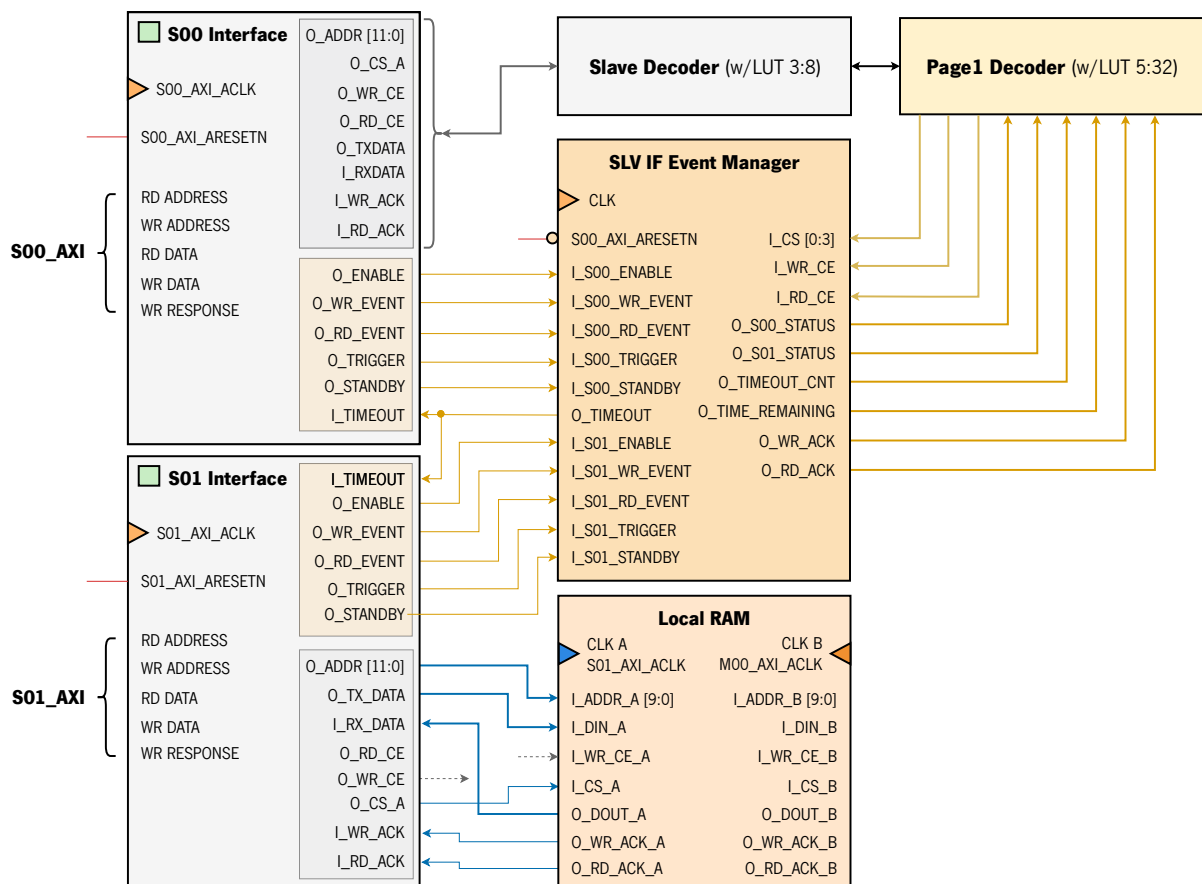 S00 Interface
O_ADDR [11:0]
O_CS_A
S00_AXI_ACLK
O_WR_CE
O_RD_CE
S00_AXI_ARESETN
O_TXDATA
I_RXDATA
I_WR_ACK
I_RD_ACK
S00_AXI
RD ADDRESS
WR ADDRESS
RD DATA
WR DATA
WR RESPONSE
O_ENABLE
O_WR_EVENT
O_RD_EVENT
O_TRIGGER
O_STANDBY
I_TIMEOUT
Slave Decoder (w/LUT 3:8)
Page1 Decoder (w/LUT 5:32)
SLV IF Event Manager
CLK
S00_AXI_ARESETN
I_S00_ENABLE
I_S00_WR_EVENT
I_S00_RD_EVENT
I_S00_TRIGGER
I_S00_STANDBY
O_TIMEOUT
I_S01_ENABLE
I_S01_WR_EVENT
I_S01_RD_EVENT
I_S01_TRIGGER
I_S01_STANDBY
I_CS [0:3]
I_WR_CE
I_RD_CE
O_S00_STATUS
O_S01_STATUS
O_TIMEOUT_CNT
O_TIME_REMAINING
O_WR_ACK
O_RD_ACK
S01 Interface
I_TIMEOUT
O_ENABLE
O_WR_EVENT
O_RD_EVENT
O_TRIGGER
O_STANDBY
S01_AXI_ACLK
S01_AXI_ARESETN
S01_AXI
RD ADDRESS
WR ADDRESS
RD DATA
WR DATA
WR RESPONSE
O_ADDR [11:0]
O_TX_DATA
I_RX_DATA
O_RD_CE
O_WR_CE
O_CS_A
I_WR_ACK
I_RD_ACK
Local RAM
CLK A
S01_AXI_ACLK
CLK B
M00_AXI_ACLK
I_ADDR_A [9:0]
I_DIN_A
I_WR_CE_A
I_CS_A
O_DOUT_A
O_WR_ACK_A
O_RD_ACK_A
I_ADDR_B [9:0]
I_DIN_B
I_WR_CE_B
I_CS_B
O_DOUT_B
O_WR_ACK_B
O_RD_ACK_B